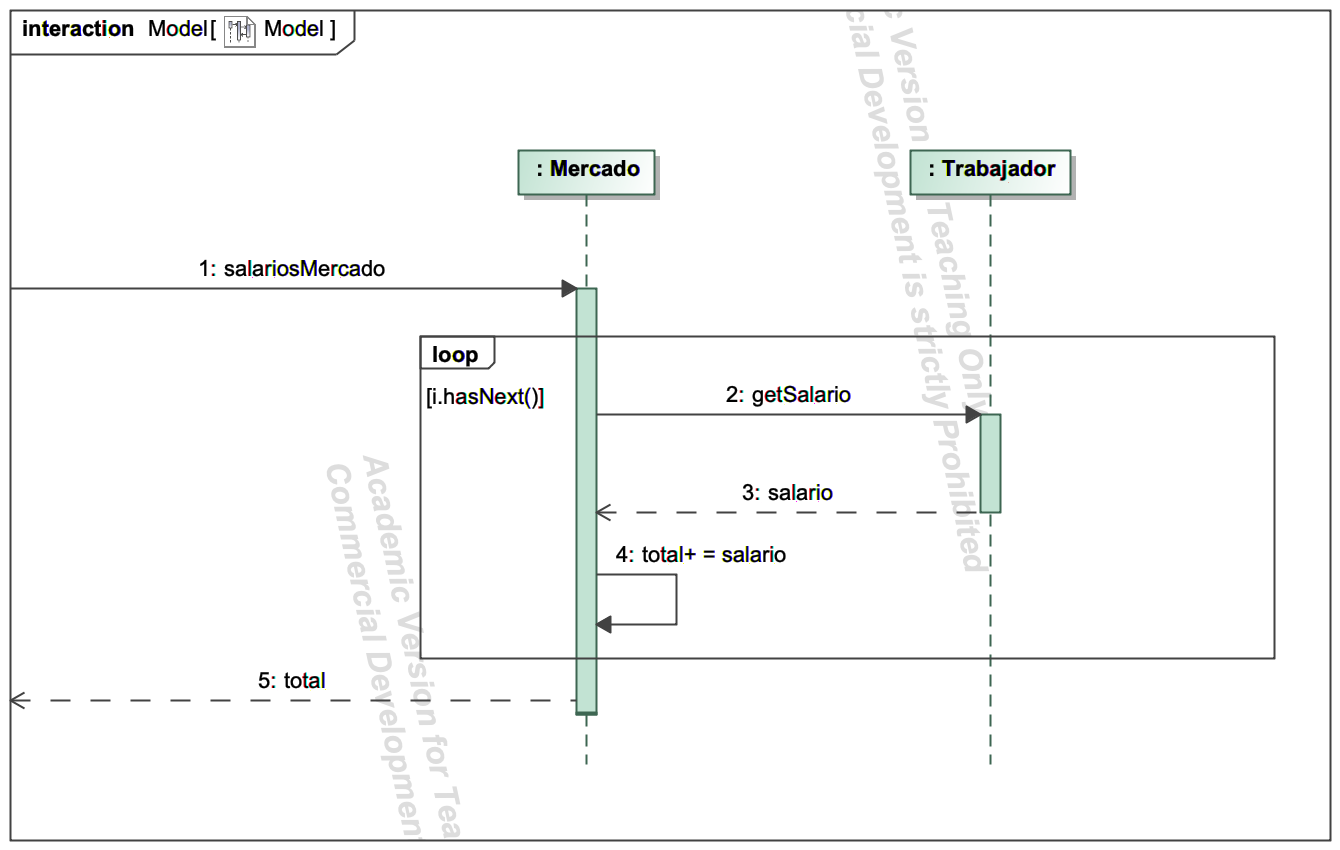 interaction Model[ Model ]
: Mercado
: Trabajador
1: salariosMercado
loop
[i.hasNext()]
2: getSalario
3: salario
4: total+ = salario
5: total
c Version Teaching Only
cial Development is strictly Prohibited
Academic Version for Tea
Commercial Development